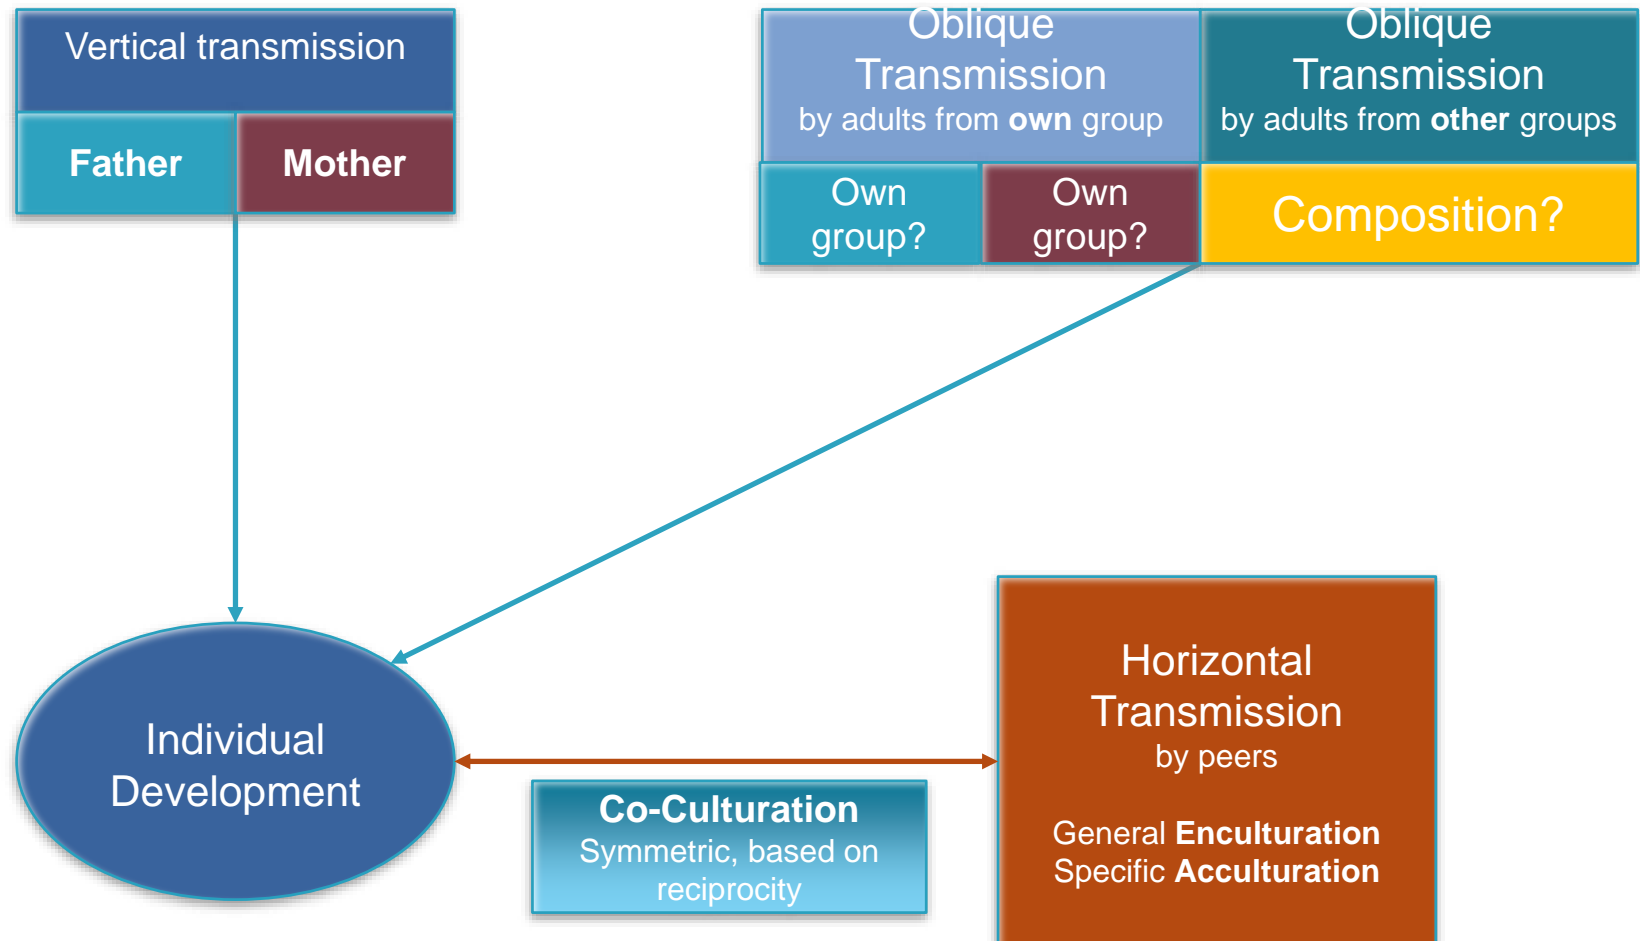 Vertical transmission
Father
Mother
Oblique
Transmission
by adults from own group
Oblique
Transmission
by adults from other groups
Own
group?
Own
group?
Composition?
Individual
Development
Co-Culturation
Symmetric, based on
reciprocity
Horizontal
Transmission
by peers
General Enculturation
Specific Acculturation